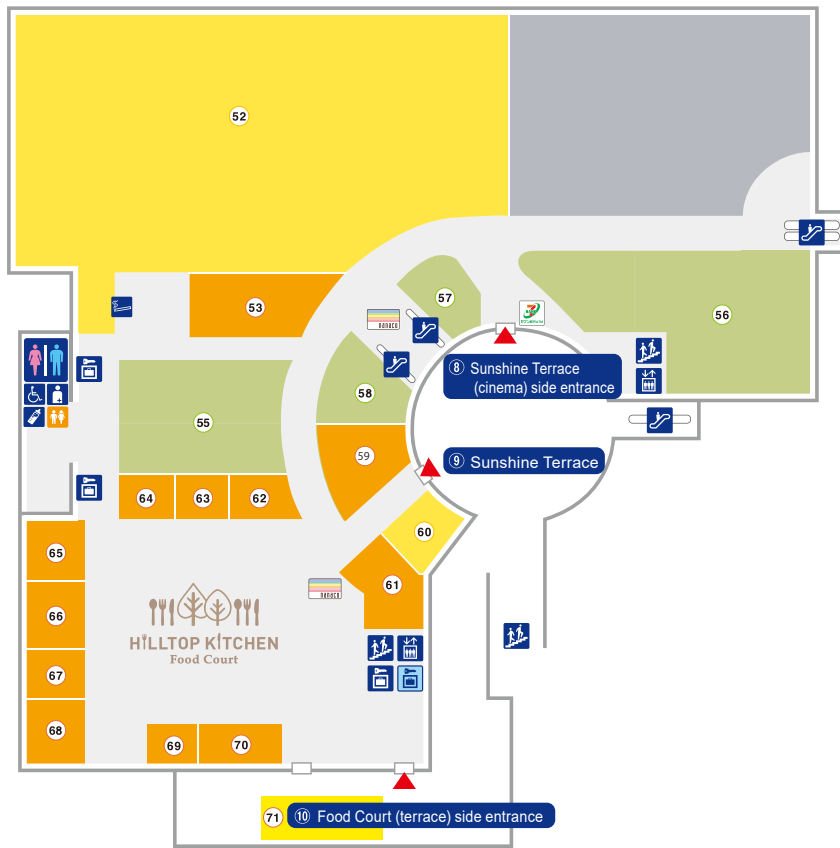 52
53
57
56
nanaco
7
BANK
⑧ Sunshine Terrace
(cinema) side entrance
58
55
59
⑨ Sunshine Terrace
64
63
62
60
65
61
nanaco
66
HILLTOP KITCHEN
Food Court
67
68
69
70
71
⑩ Food Court (terrace) side entrance